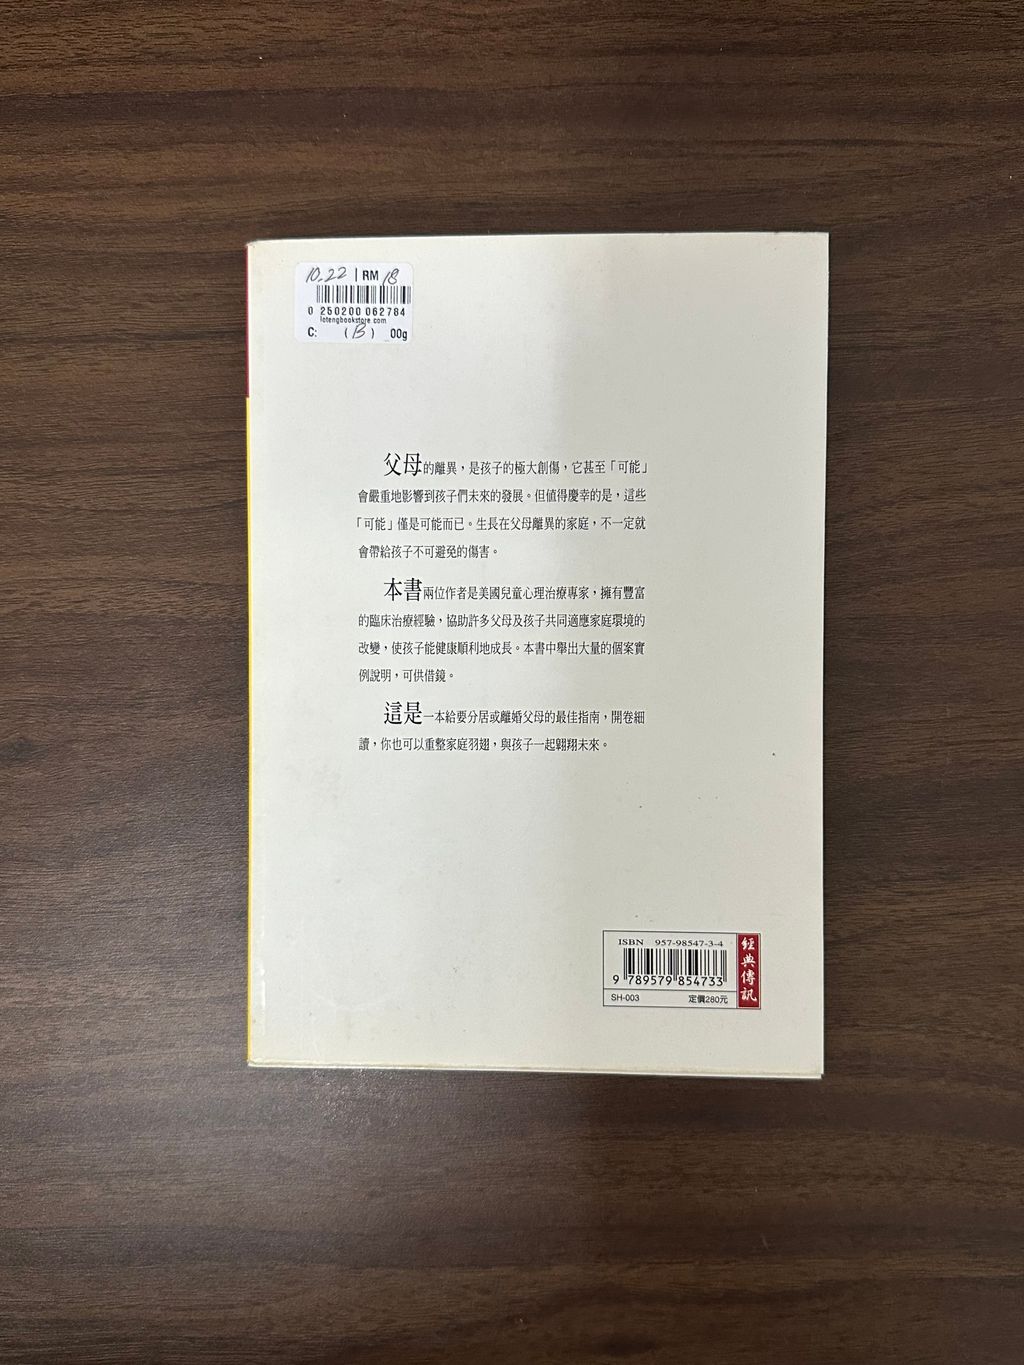 10.22 | RM 18
0 250200 062784
lotengbookstore.com
C: (B) 00g
父母的離異，是孩子的極大創傷，它甚至「可能」
會嚴重地影響到孩子們未來的發展。但值得慶幸的是，這些
「可能」僅是可能而已。生長在父母離異的家庭，不一定就
會帶給孩子不可避免的傷害。
本書兩位作者是美國兒童心理治療專家，擁有豐富
的臨床治療經驗，協助許多父母及孩子共同適應家庭環境的
改變，使孩子能健康順利地成長。本書中舉出大量的個案實
例說明，可供借鏡。
這是一本給要分居或離婚父母的最佳指南，開卷細
讀，你也可以重整家庭羽翅，與孩子一起翱翔未來。
ISBN 957-98547-3-4
9 789579 854733
SH-003 定價280元
經典傳訊